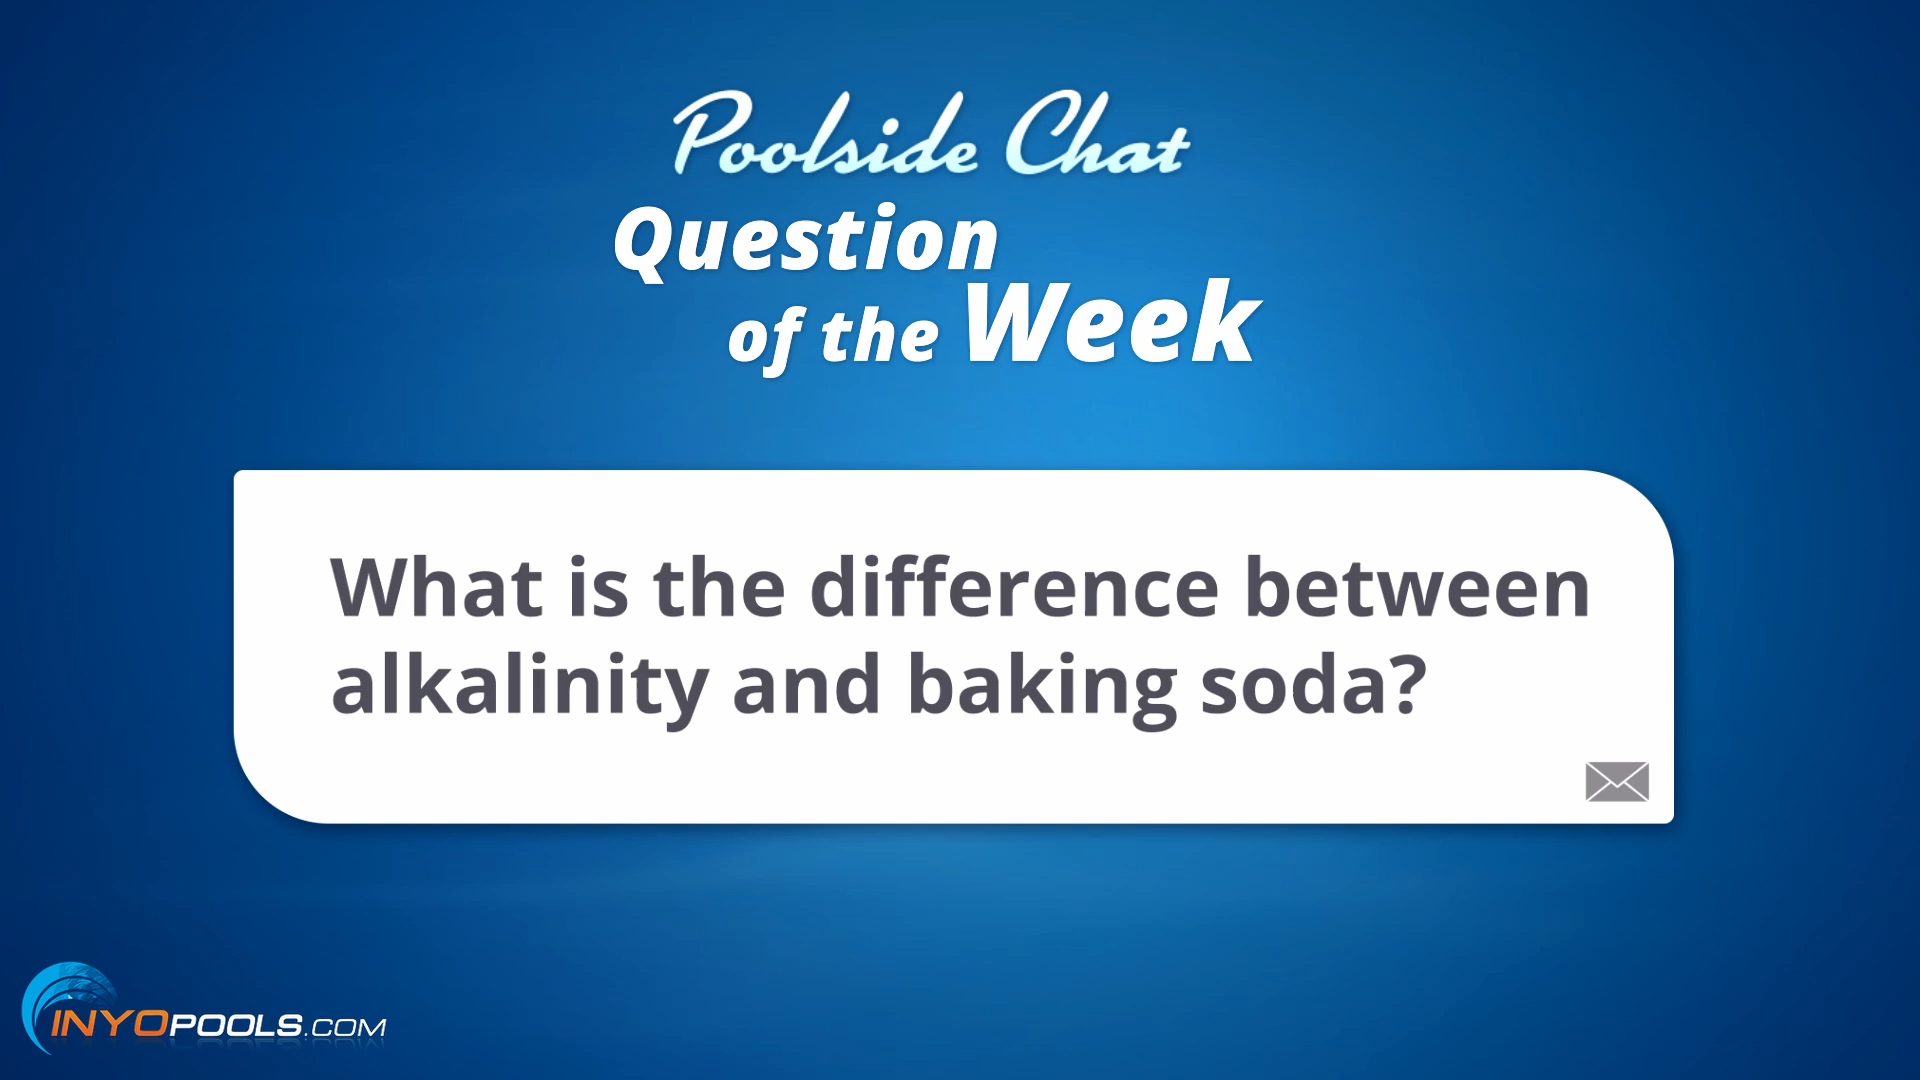 Poolside Chat
Question
of the Week
What is the difference between
alkalinity and baking soda?
INYOPOOLS.COM